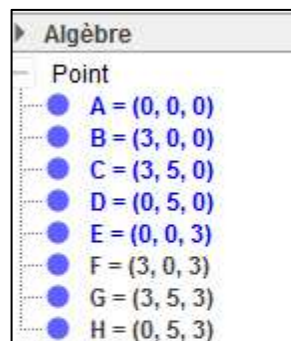 Algèbre
Point
A = (0, 0, 0)
B = (3, 0, 0)
C = (3, 5, 0)
D = (0, 5, 0)
E = (0, 0, 3)
F = (3, 0, 3)
G = (3, 5, 3)
H = (0, 5, 3)